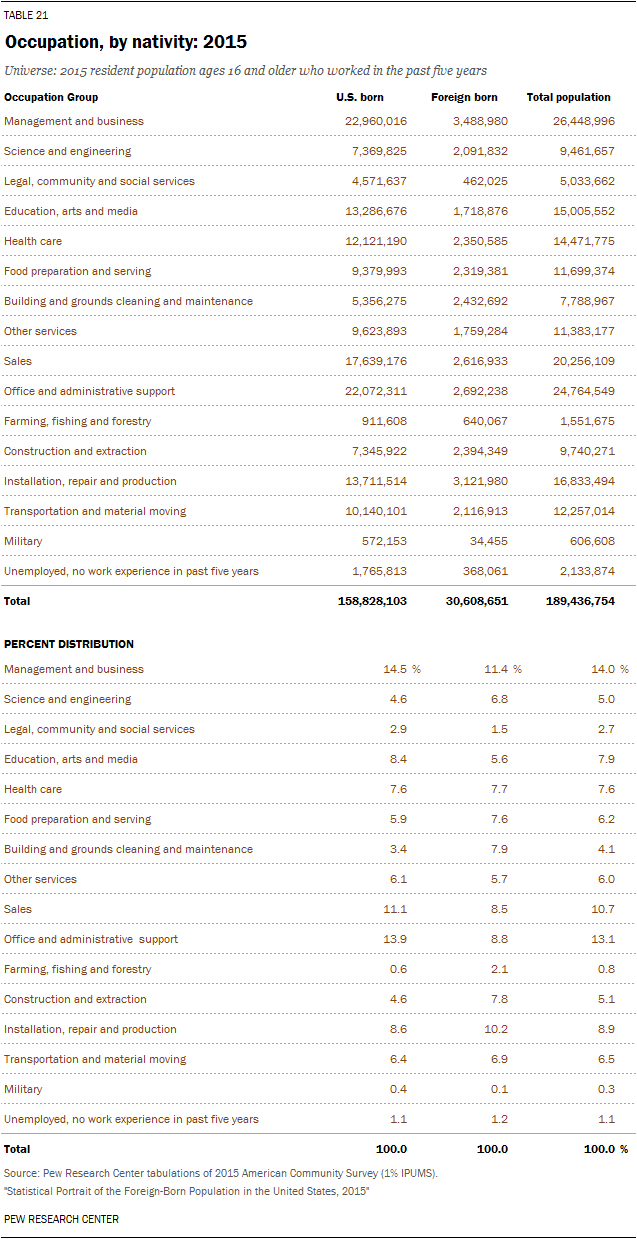 TABLE 21
Occupation, by nativity: 2015
Universe: 2015 resident population ages 16 and older who worked in the past five years
Occupation Group U.S. born Foreign born Total population
Management and business 22,960,016 3,488,980 26,448,996
Science and engineering 7,369,825 2,091,832 9,461,657
Legal, community and social services 4,571,637 462,025 5,033,662
Education, arts and media 13,286,676 1,718,876 15,005,552
Health care 12,121,190 2,350,585 14,471,775
Food preparation and serving 9,379,993 2,319,381 11,699,374
Building and grounds cleaning and maintenance 5,356,275 2,432,692 7,788,967
Other services 9,623,893 1,759,284 11,383,177
Sales 17,639,176 2,616,933 20,256,109
Office and administrative support 22,072,311 2,692,238 24,764,549
Farming, fishing and forestry 911,608 640,067 1,551,675
Construction and extraction 7,345,922 2,394,349 9,740,271
Installation, repair and production 13,711,514 3,121,980 16,833,494
Transportation and material moving 10,140,101 2,116,913 12,257,014
Military 572,153 34,455 606,608
Unemployed, no work experience in past five years 1,765,813 368,061 2,133,874
Total 158,828,103 30,608,651 189,436,754
PERCENT DISTRIBUTION
Management and business 14.5 % 11.4 % 14.0 %
Science and engineering 4.6 6.8 5.0
Legal, community and social services 2.9 1.5 2.7
Education, arts and media 8.4 5.6 7.9
Health care 7.6 7.7 7.6
Food preparation and serving 5.9 7.6 6.2
Building and grounds cleaning and maintenance 3.4 7.9 4.1
Other services 6.1 5.7 6.0
Sales 11.1 8.5 10.7
Office and administrative support 13.9 8.8 13.1
Farming, fishing and forestry 0.6 2.1 0.8
Construction and extraction 4.6 7.8 5.1
Installation, repair and production 8.6 10.2 8.9
Transportation and material moving 6.4 6.9 6.5
Military 0.4 0.1 0.3
Unemployed, no work experience in past five years 1.1 1.2 1.1
Total 100.0 100.0 100.0 %
Source: Pew Research Center tabulations of 2015 American Community Survey (1% IPUMS).
"Statistical Portrait of the Foreign-Born Population in the United States, 2015"
PEW RESEARCH CENTER